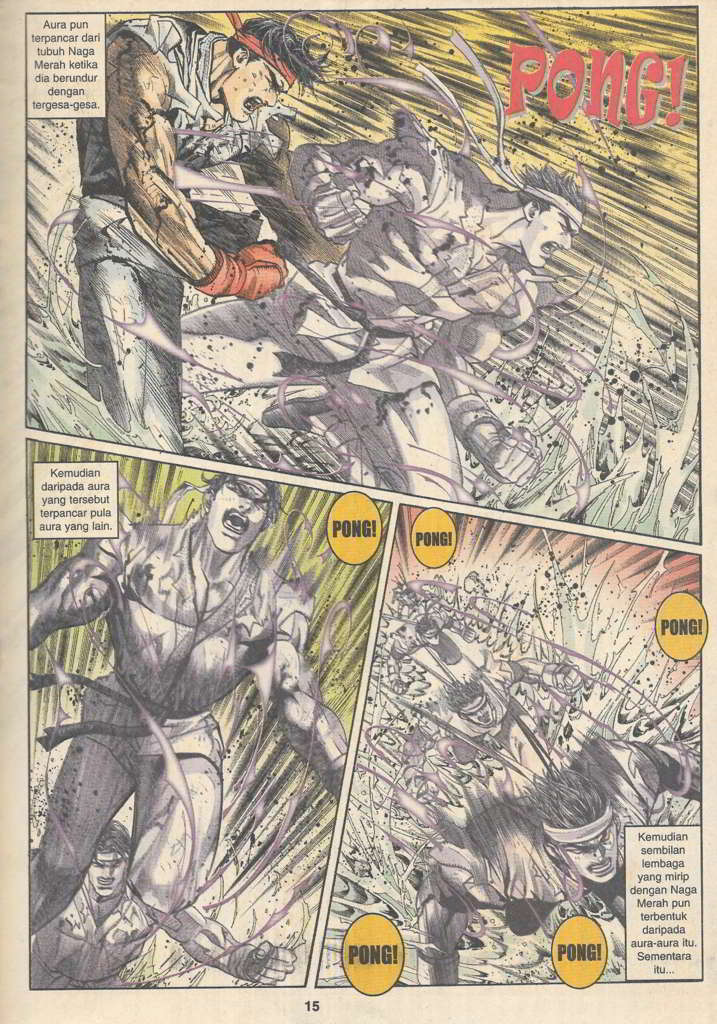 Aura pun
terpancar dari
tubuh Naga
Merah ketika
dia berundur
dengan
tergesa-gesa.
PONG!
Kemudian
daripada aura
yang tersebut
terpancar pula
aura yang lain.
PONG!
PONG!
PONG!
PONG!
PONG!
Kemudian
sembilan
lembaga
yang mirip
dengan Naga
Merah pun
terbentuk
daripada
aura-aura itu.
Sementara
itu...
15